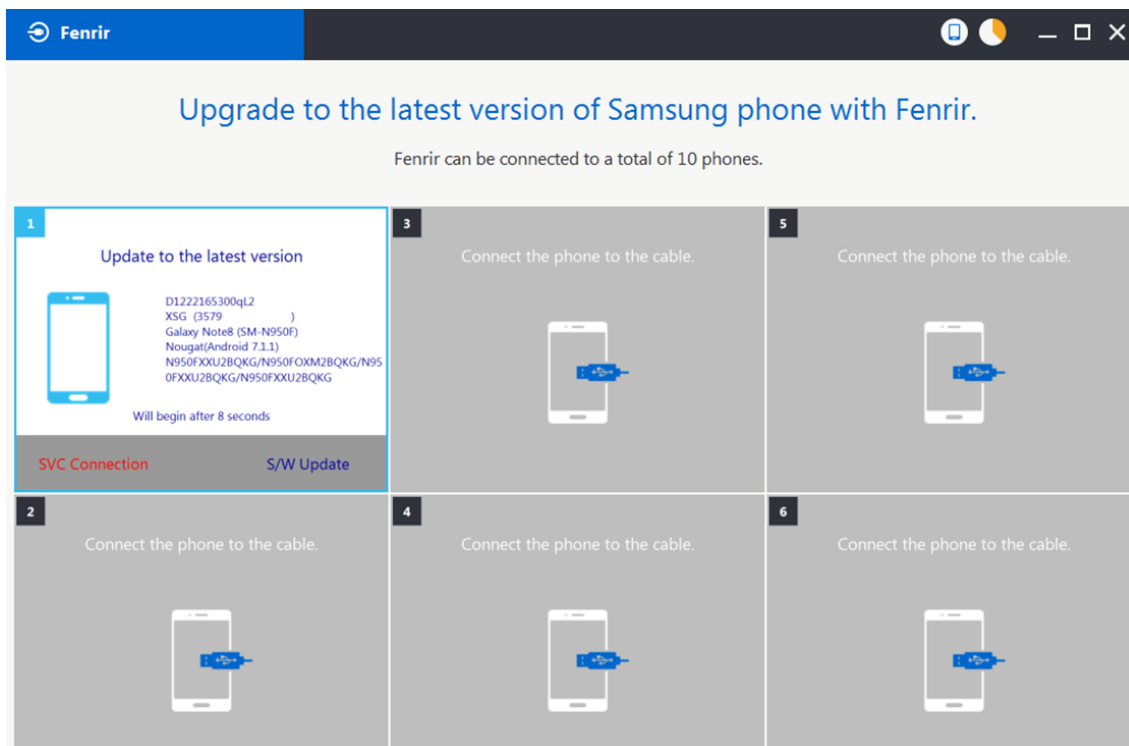 Fenrir
Upgrade to the latest version of Samsung phone with Fenrir.
Fenrir can be connected to a total of 10 phones.
1
Update to the latest version
D1222165300qL2
XSG (3579 )
Galaxy Note8 (SM-N950F)
Nougat(Android 7.1.1)
N950FXXU2BQKG/N950FOXM2BQKG/N95
0FXXU2BQKG/N950FXXU2BQKG
Will begin after 8 seconds
SVC Connection
S/W Update
2
Connect the phone to the cable.
3
Connect the phone to the cable.
4
Connect the phone to the cable.
5
Connect the phone to the cable.
6
Connect the phone to the cable.